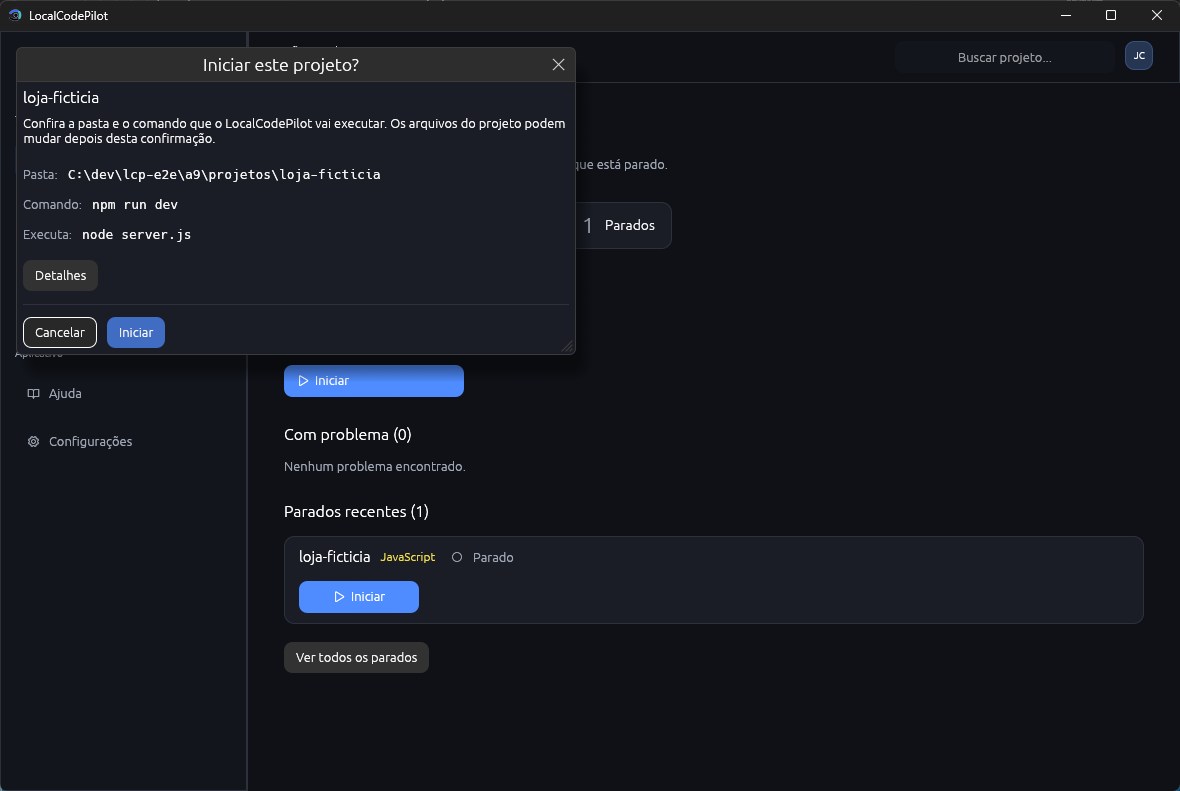 LocalCodePilot
Buscar projeto...
JC
Iniciar este projeto?
loja-ficticia
Confira a pasta e o comando que o LocalCodePilot vai executar. Os arquivos do projeto podem
mudar depois desta confirmação.
Pasta: C:\dev\lcp-e2e\a9\projetos\loja-ficticia
Comando: npm run dev
Executa: node server.js
Detalhes
Cancelar
Iniciar
que está parado.
1 Parados
Ajuda
Configurações
Iniciar
Com problema (0)
Nenhum problema encontrado.
Parados recentes (1)
loja-ficticia JavaScript Parado
Iniciar
Ver todos os parados